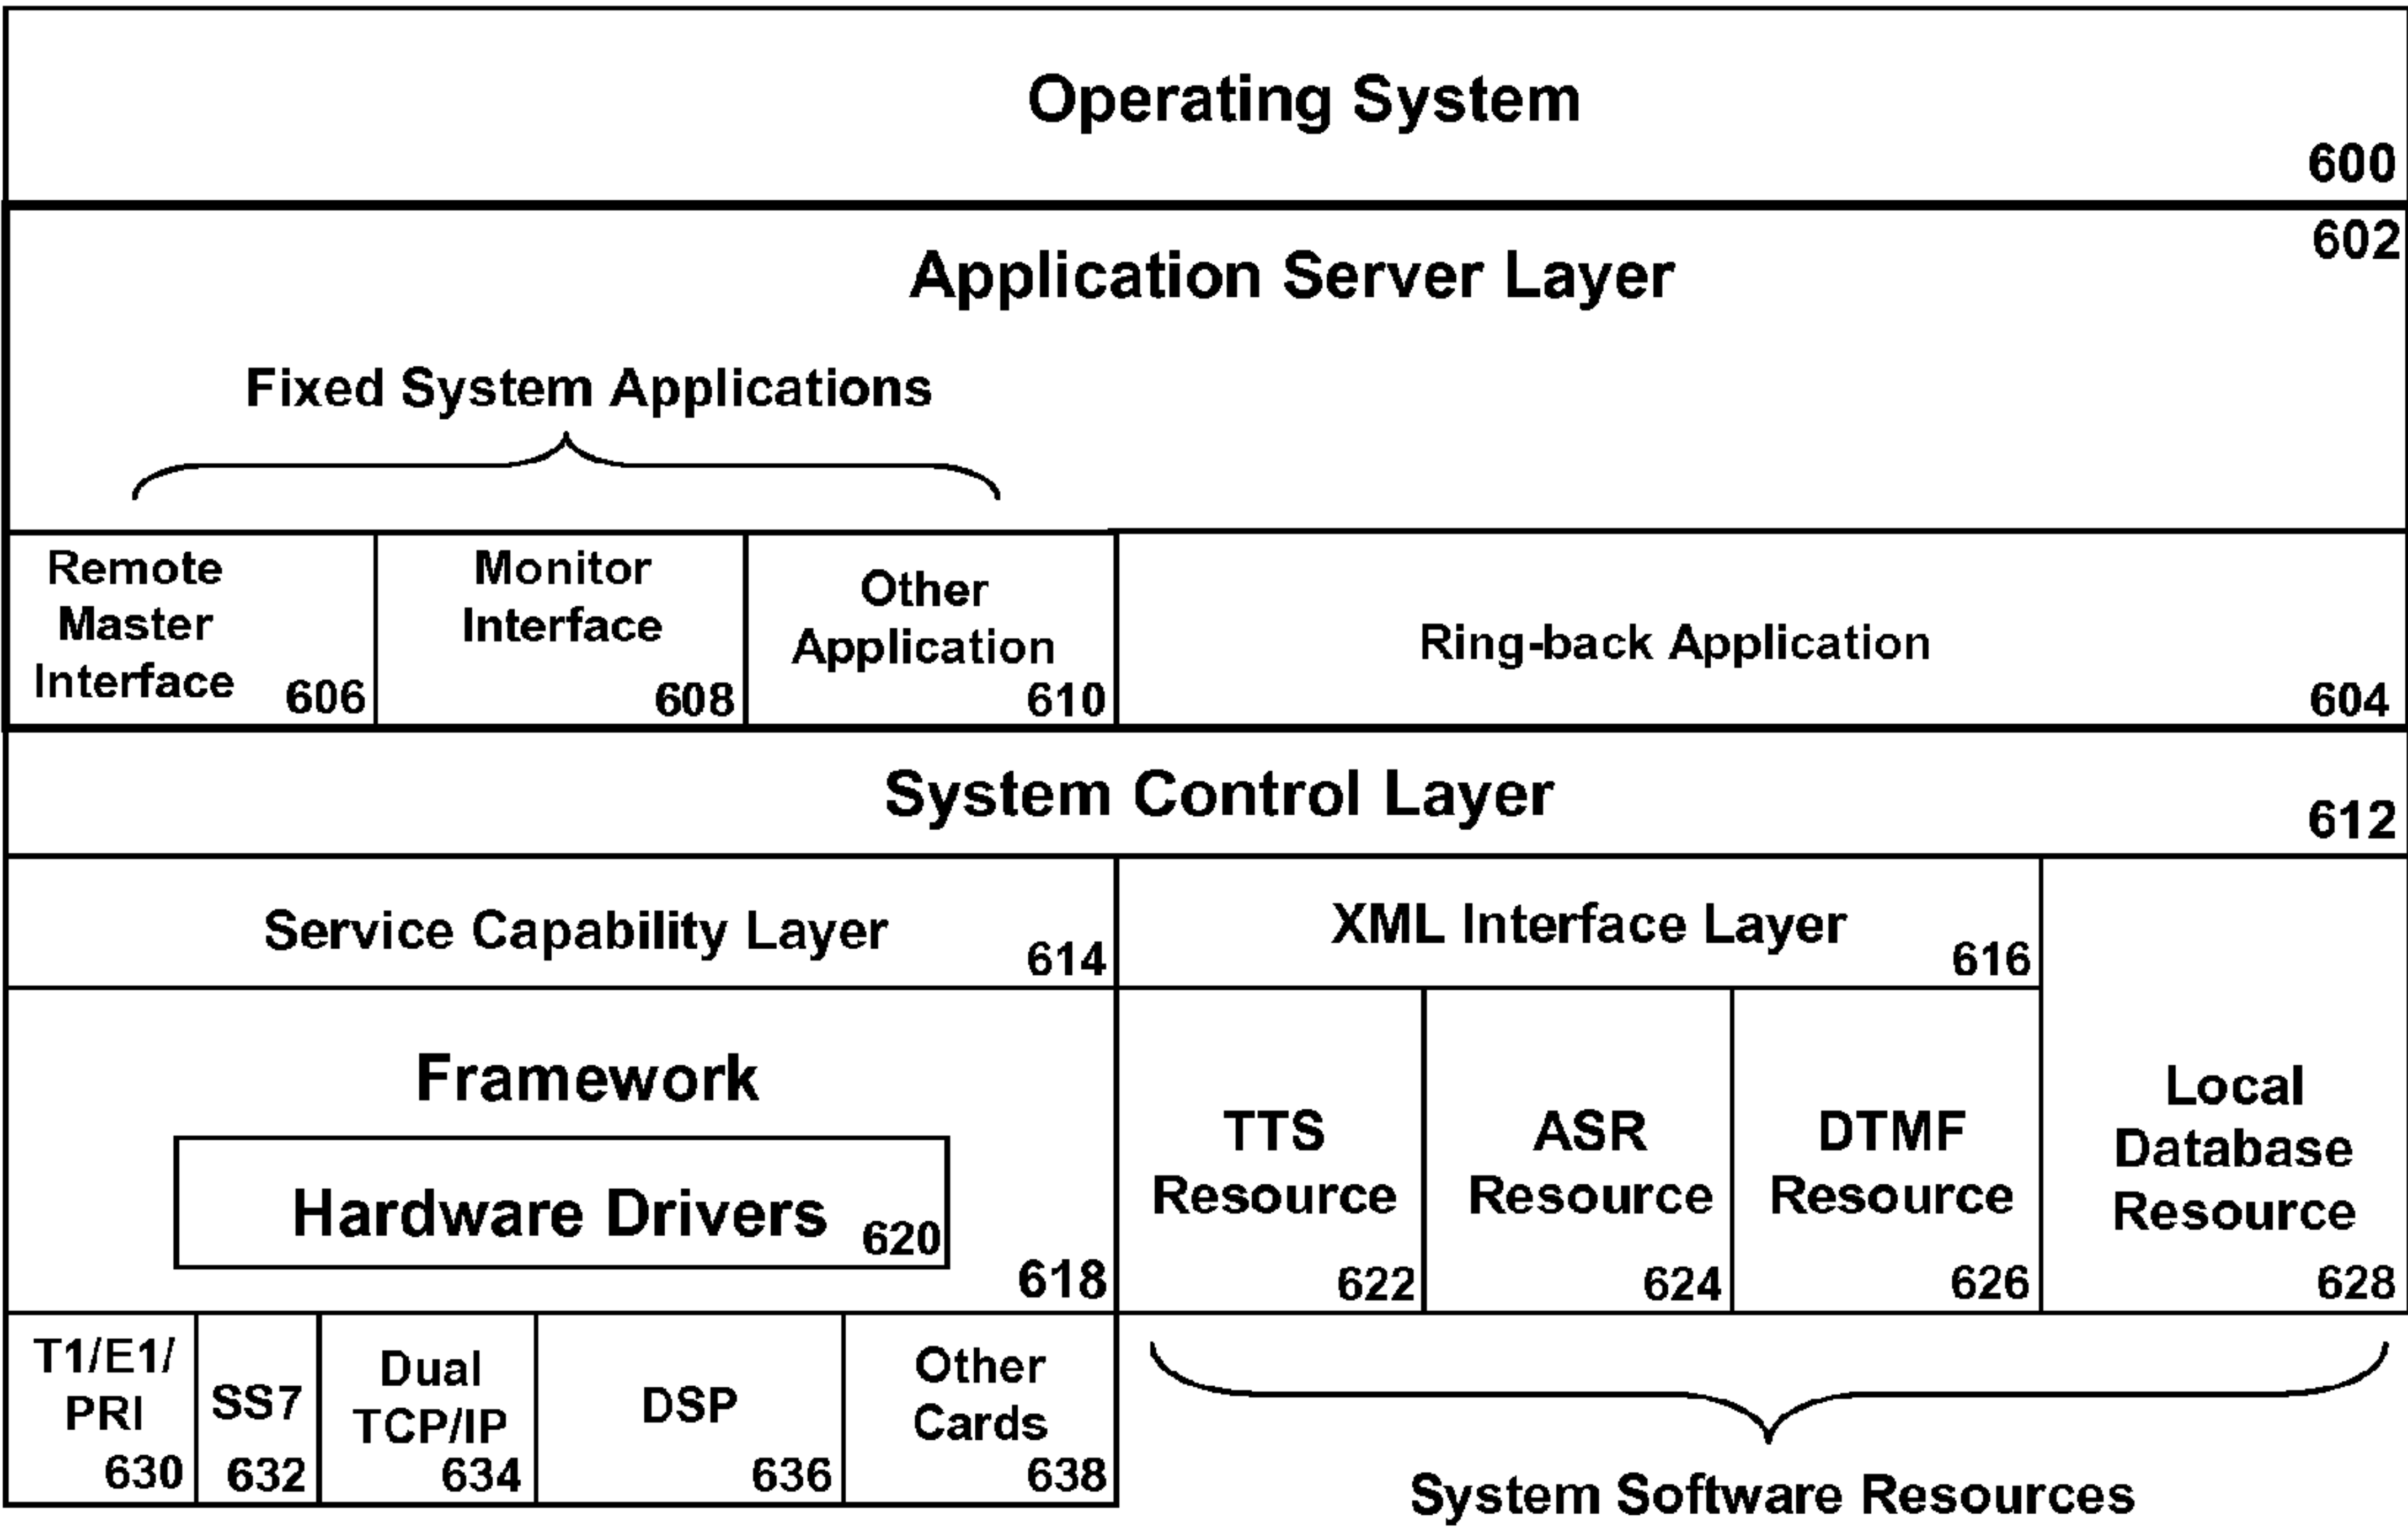 Operating System
600
602
Application Server Layer
Fixed System Applications
Remote
Master
Interface
606
Monitor
Interface
608
Other
Application
610
Ring-back Application
604
System Control Layer
612
Service Capability Layer
614
XML Interface Layer
616
Framework
Hardware Drivers
620
618
TTS
Resource
622
ASR
Resource
624
DTMF
Resource
626
Local
Database
Resource
628
T1/E1/
PRI
630
SS7
632
Dual
TCP/IP
634
DSP
636
Other
Cards
638
System Software Resources